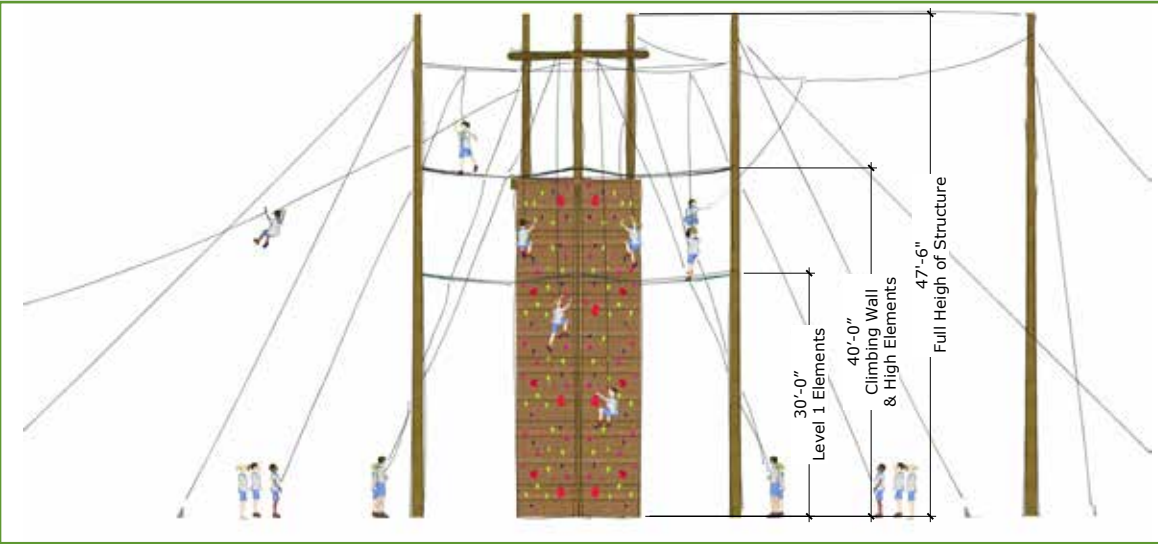 30'-0"
Level 1 Elements
40'-0"
Climbing Wall
& High Elements
47'-6"
Full Heigh of Structure